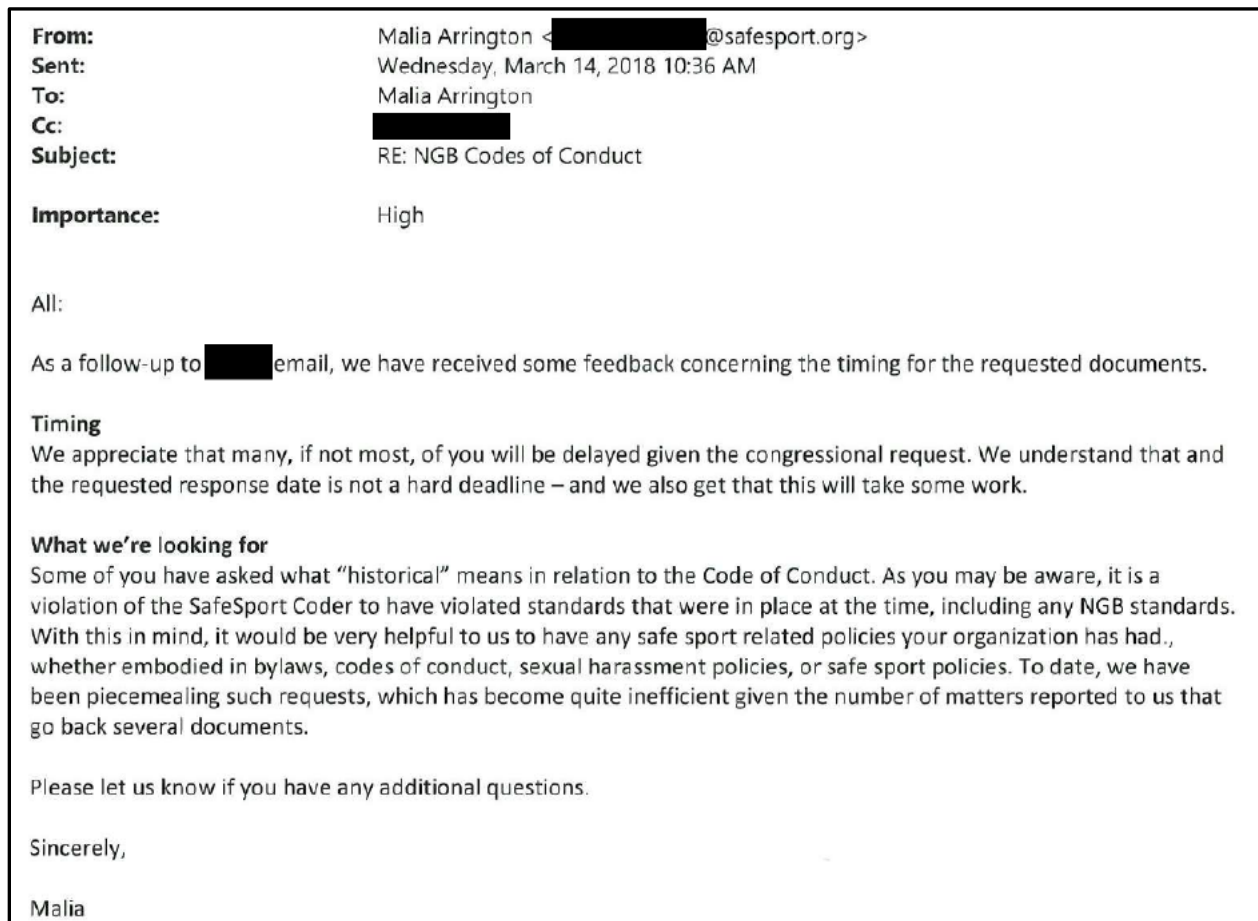 From: Malia Arrington < @safesport.org>
Sent: Wednesday, March 14, 2018 10:36 AM
To: Malia Arrington
Cc:
Subject: RE: NGB Codes of Conduct
Importance: High
All:
As a follow-up to email, we have received some feedback concerning the timing for the requested documents.
Timing
We appreciate that many, if not most, of you will be delayed given the congressional request. We understand that and
the requested response date is not a hard deadline – and we also get that this will take some work.
What we're looking for
Some of you have asked what “historical” means in relation to the Code of Conduct. As you may be aware, it is a
violation of the SafeSport Coder to have violated standards that were in place at the time, including any NGB standards.
With this in mind, it would be very helpful to us to have any safe sport related policies your organization has had.,
whether embodied in bylaws, codes of conduct, sexual harassment policies, or safe sport policies. To date, we have
been piecemealing such requests, which has become quite inefficient given the number of matters reported to us that
go back several documents.
Please let us know if you have any additional questions.
Sincerely,
Malia